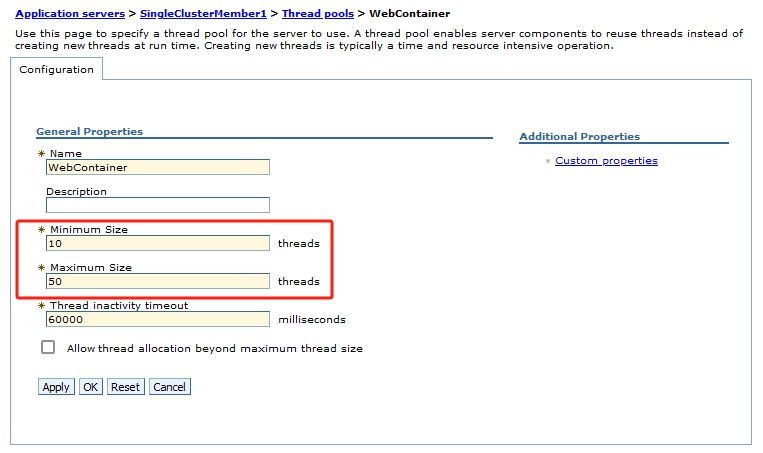 Application servers > SingleClusterMember1 > Thread pools > WebContainer
Use this page to specify a thread pool for the server to use. A thread pool enables server components to reuse threads instead of
creating new threads at run time. Creating new threads is typically a time and resource intensive operation.
Configuration
General Properties
* Name
WebContainer
Description
* Minimum Size
10 threads
* Maximum Size
50 threads
* Thread inactivity timeout
60000 milliseconds
Allow thread allocation beyond maximum thread size
Apply OK Reset Cancel
Additional Properties
Custom properties